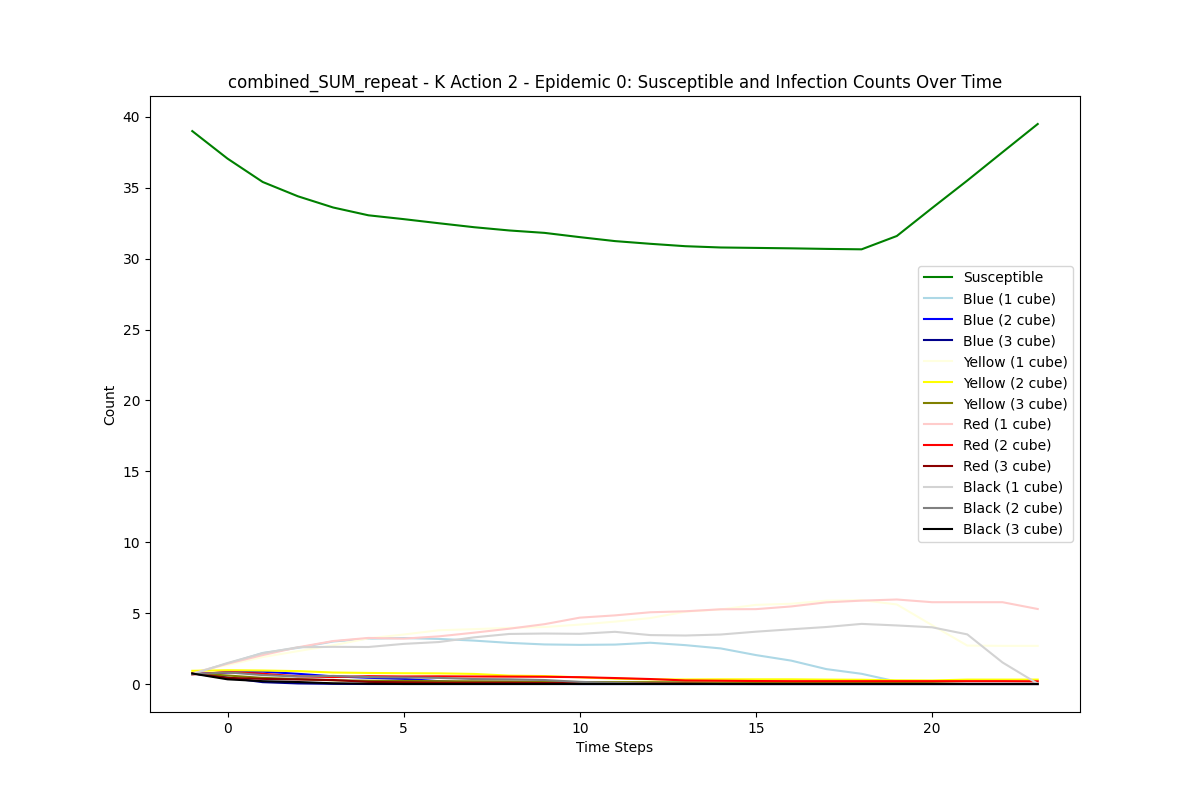 combined_SUM_repeat - K Action 2 - Epidemic 0: Susceptible and Infection Counts Over Time
40
35
30
25
20
15
10
5
0
Count
Susceptible
Blue (1 cube)
Blue (2 cube)
Blue (3 cube)
Yellow (1 cube)
Yellow (2 cube)
Yellow (3 cube)
Red (1 cube)
Red (2 cube)
Red (3 cube)
Black (1 cube)
Black (2 cube)
Black (3 cube)
0 5 10 15 20
Time Steps